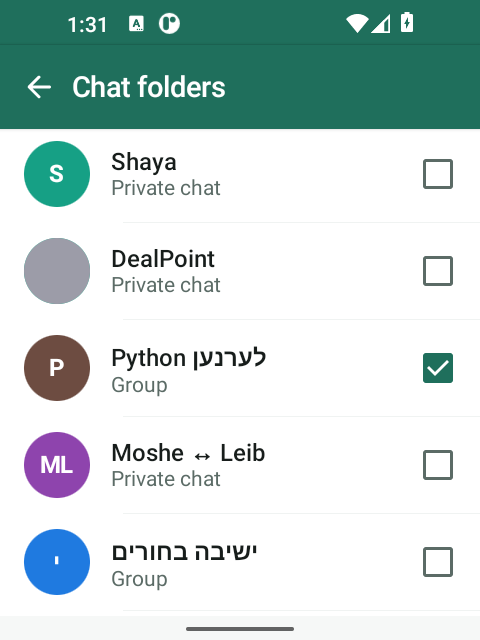 1:31
A
Chat folders
S
Shaya
Private chat
DealPoint
Private chat
P
Python לערנען
Group
ML
Moshe ↔ Leib
Private chat
י
ישיבה בחורים
Group